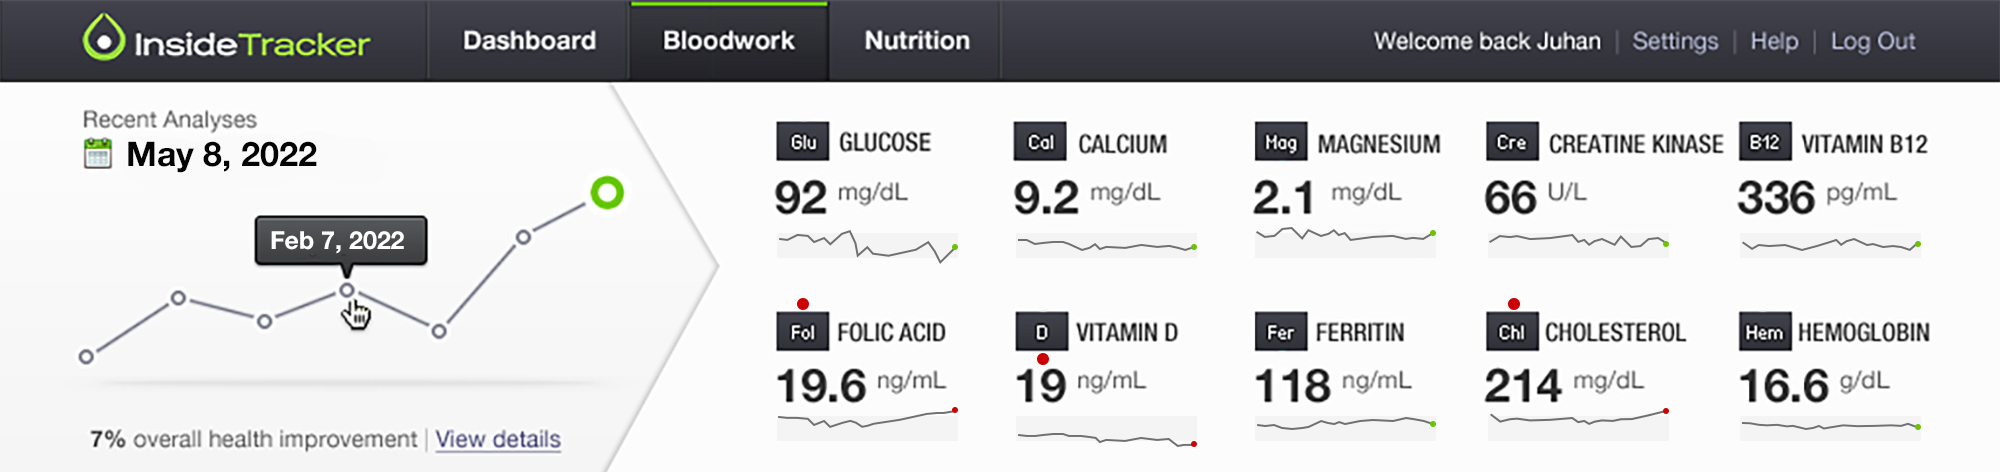 InsideTracker
Dashboard
Bloodwork
Nutrition
Welcome back Juhan | Settings | Help | Log Out
Recent Analyses
May 8, 2022
Feb 7, 2022
7% overall health improvement | View details
Glu GLUCOSE
92 mg/dL
Cal CALCIUM
9.2 mg/dL
Mag MAGNESIUM
2.1 mg/dL
Cre CREATINE KINASE
66 U/L
B12 VITAMIN B12
336 pg/mL
Fol FOLIC ACID
19.6 ng/mL
D VITAMIN D
19 ng/mL
Fer FERRITIN
118 ng/mL
Chl CHOLESTEROL
214 mg/dL
Hem HEMOGLOBIN
16.6 g/dL